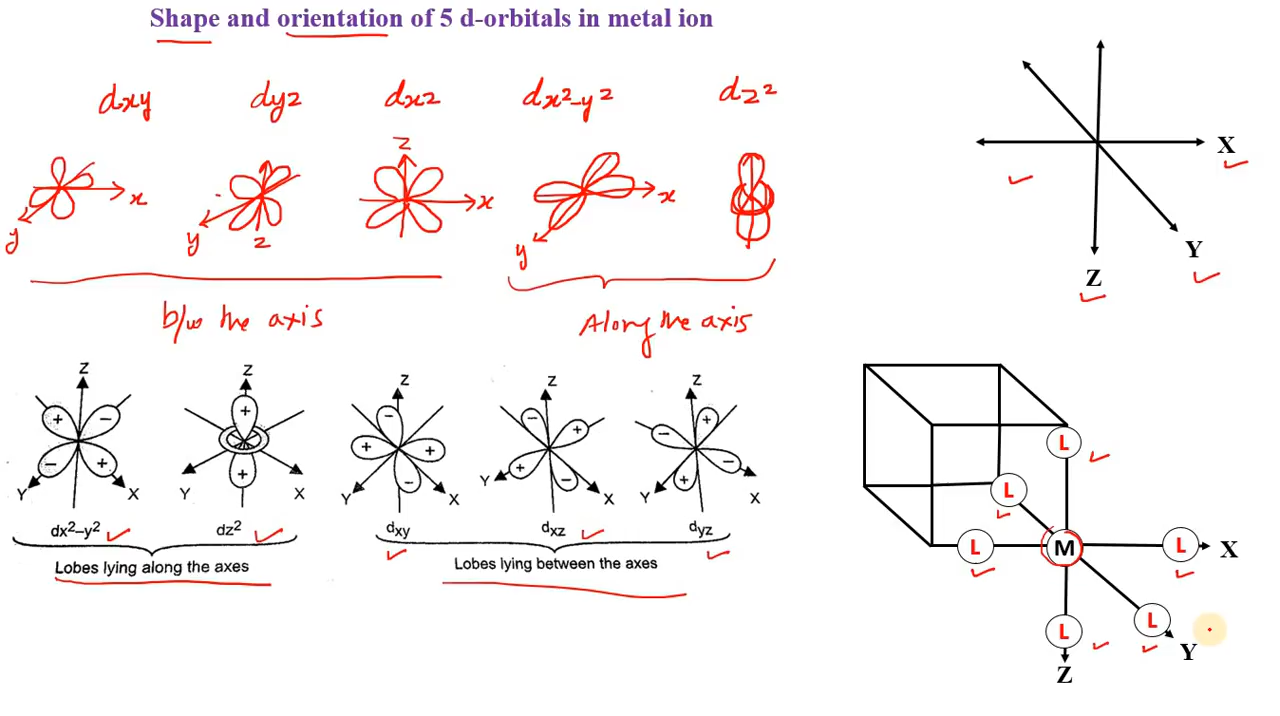 Shape and orientation of 5 d-orbitals in metal ion
dxy dyz dxz dx²-y² dz²
z
x x x
y y z y
b/w the axis Along the axis
X
Y
Z
Z Z Z Z Z
+ − + − − + − + + + − +
− + + + − + −
Y X Y X Y X Y X Y X
dx²−y² dz² dxy dxz dyz
Lobes lying along the axes Lobes lying between the axes
L
L
L M L X
L L
Y
Z